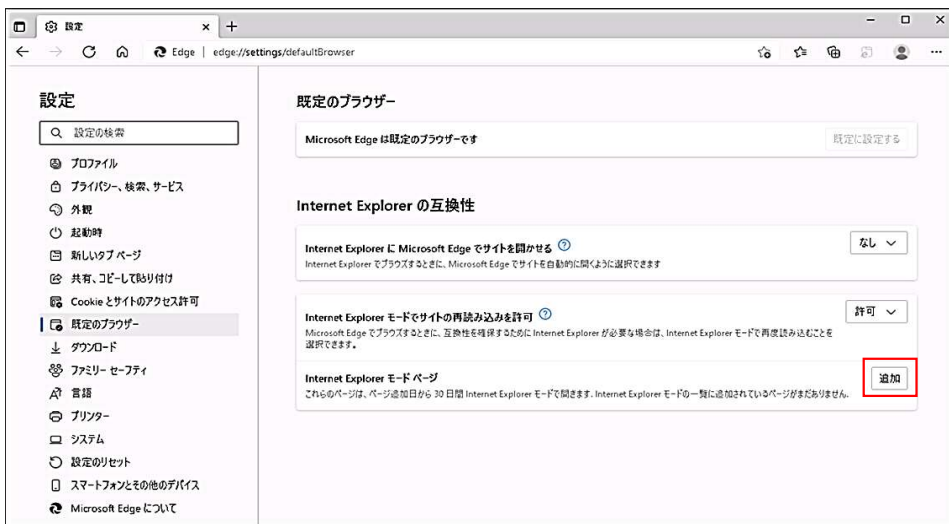 設定
Edge | edge://settings/defaultBrowser
設定
設定の検索
プロファイル
プライバシー、検索、サービス
外観
起動時
新しいタブ ページ
共有、コピーして貼り付け
Cookie とサイトのアクセス許可
既定のブラウザー
ダウンロード
ファミリー セーフティ
言語
プリンター
システム
設定のリセット
スマートフォンとその他のデバイス
Microsoft Edge について
既定のブラウザー
Microsoft Edge は既定のブラウザーです
既定に設定する
Internet Explorer の互換性
Internet Explorer に Microsoft Edge でサイトを開かせる
なし
Internet Explorer でブラウズするときに、Microsoft Edge でサイトを自動的に開くように選択できます
Internet Explorer モードでサイトの再読み込みを許可
許可
Microsoft Edge でブラウズするときに、互換性を確保するために Internet Explorer が必要な場合は、Internet Explorer モードで再度読み込むことを
選択できます。
Internet Explorer モード ページ
追加
これらのページは、ページ追加日から 30 日間 Internet Explorer モードで開きます. Internet Explorer モードの一覧に追加されているページがまだありません.